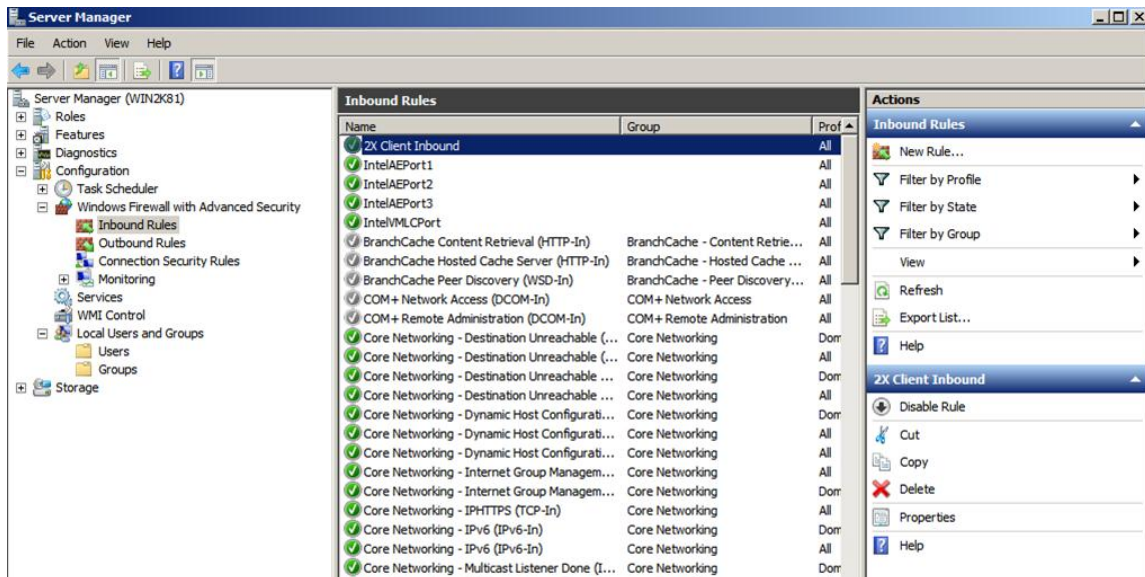 Server Manager
File Action View Help
Server Manager (WIN2K81)
Roles
Features
Diagnostics
Configuration
Task Scheduler
Windows Firewall with Advanced Security
Inbound Rules
Outbound Rules
Connection Security Rules
Monitoring
Services
WMI Control
Local Users and Groups
Users
Groups
Storage
Inbound Rules
Name Group Prof
2X Client Inbound All
IntelAEPort1 All
IntelAEPort2 All
IntelAEPort3 All
IntelVMLCPort All
BranchCache Content Retrieval (HTTP-In) BranchCache - Content Retrie... All
BranchCache Hosted Cache Server (HTTP-In) BranchCache - Hosted Cache ... All
BranchCache Peer Discovery (WSD-In) BranchCache - Peer Discovery... All
COM+ Network Access (DCOM-In) COM+ Network Access All
COM+ Remote Administration (DCOM-In) COM+ Remote Administration All
Core Networking - Destination Unreachable (... Core Networking Dom
Core Networking - Destination Unreachable (... Core Networking All
Core Networking - Destination Unreachable ... Core Networking Dom
Core Networking - Destination Unreachable ... Core Networking All
Core Networking - Dynamic Host Configurati... Core Networking Dom
Core Networking - Dynamic Host Configurati... Core Networking All
Core Networking - Dynamic Host Configurati... Core Networking All
Core Networking - Internet Group Managem... Core Networking All
Core Networking - Internet Group Managem... Core Networking Dom
Core Networking - IPHTTPS (TCP-In) Core Networking All
Core Networking - IPv6 (IPv6-In) Core Networking Dom
Core Networking - IPv6 (IPv6-In) Core Networking All
Core Networking - Multicast Listener Done (I... Core Networking Dom
Actions
Inbound Rules
New Rule...
Filter by Profile
Filter by State
Filter by Group
View
Refresh
Export List...
Help
2X Client Inbound
Disable Rule
Cut
Copy
Delete
Properties
Help